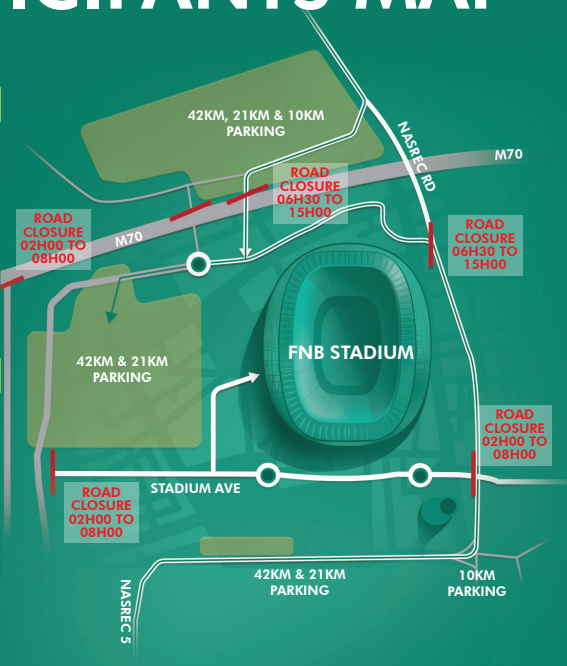 42KM, 21KM & 10KM
PARKING
NASREC RD
M70
ROAD
CLOSURE
06H30 TO
15H00
ROAD
CLOSURE
02H00 TO
08H00
M70
ROAD
CLOSURE
06H30 TO
15H00
FNB STADIUM
42KM & 21KM
PARKING
ROAD
CLOSURE
02H00 TO
08H00
STADIUM AVE
ROAD
CLOSURE
02H00 TO
08H00
42KM & 21KM
PARKING
10KM
PARKING
NASREC 5